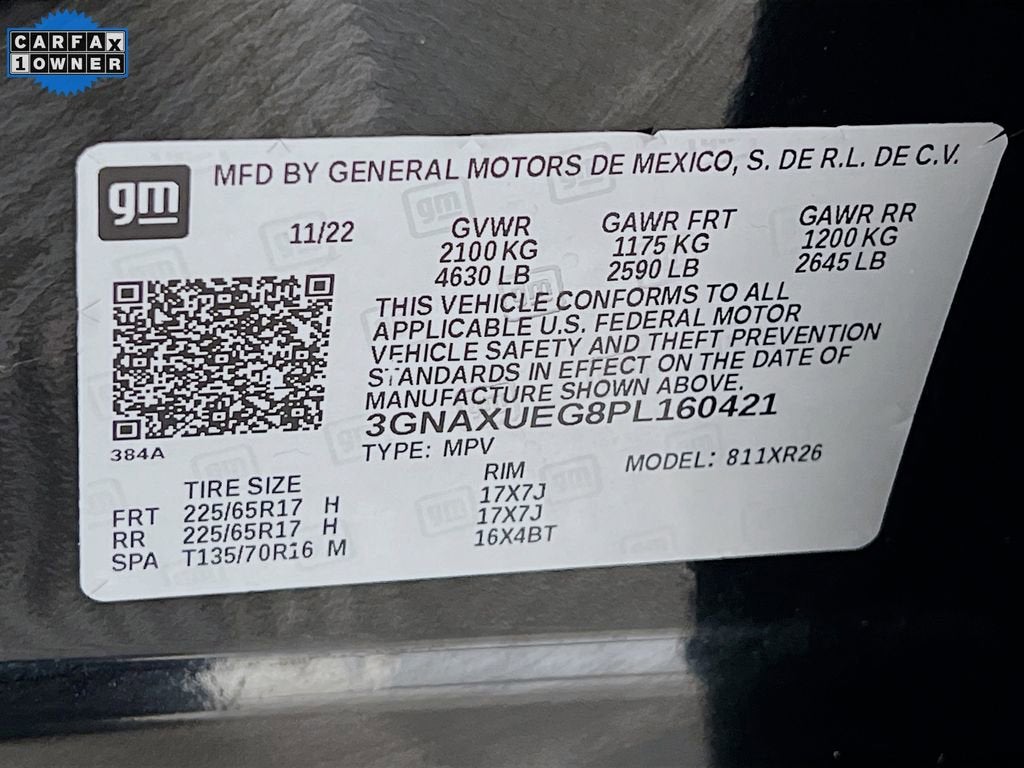 CARFAX
1 OWNER
gm
MFD BY GENERAL MOTORS DE MEXICO, S. DE R.L. DE C.V.
11/22
GVWR
2100 KG
4630 LB
GAWR FRT
1175 KG
2590 LB
GAWR RR
1200 KG
2645 LB
THIS VEHICLE CONFORMS TO ALL
APPLICABLE U.S. FEDERAL MOTOR
VEHICLE SAFETY AND THEFT PREVENTION
STANDARDS IN EFFECT ON THE DATE OF
MANUFACTURE SHOWN ABOVE.
3GNAXUEG8PL160421
384A
TYPE: MPV
MODEL: 811XR26
TIRE SIZE RIM
FRT 225/65R17 H 17X7J
RR 225/65R17 H 17X7J
SPA T135/70R16 M 16X4BT